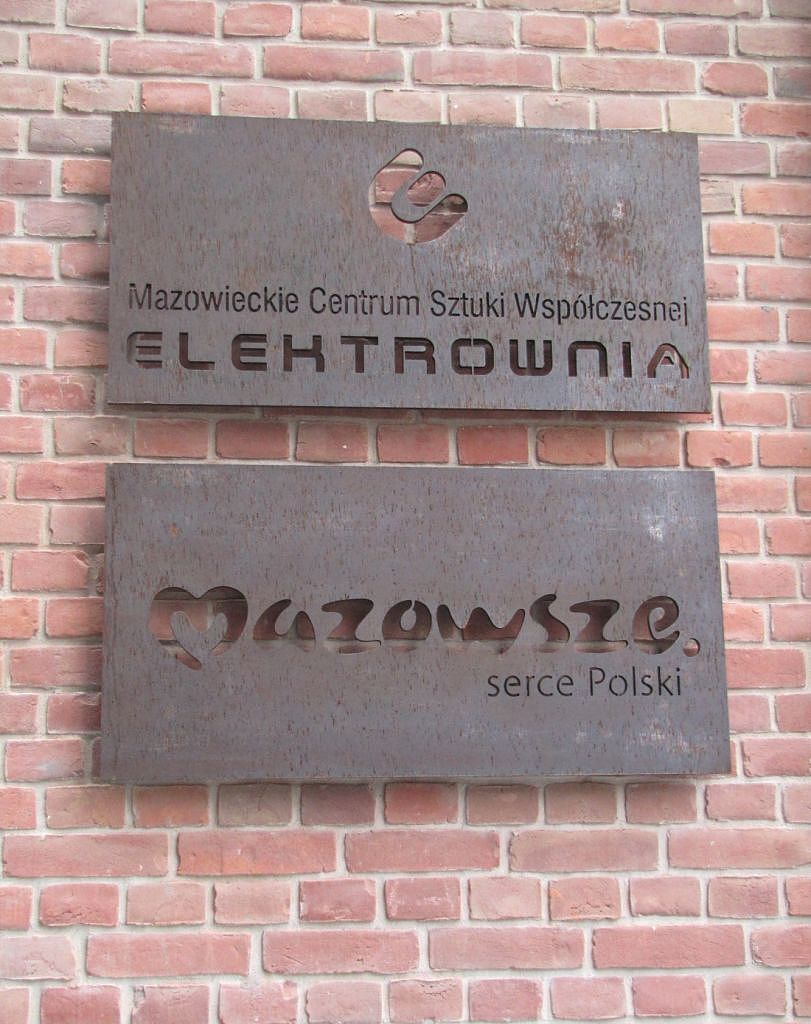 Mazowieckie Centrum Sztuki Współczesnej
ELEKTROWNIA
Mazowsze.
serce Polski